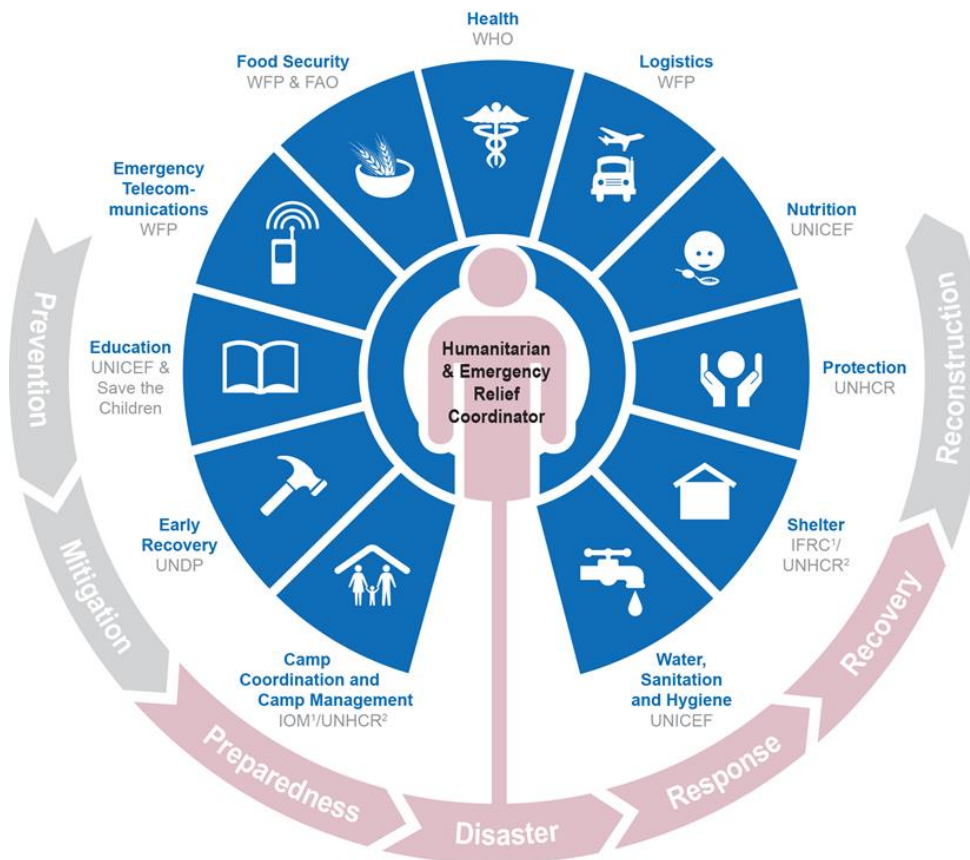 Health
WHO
Food Security
WFP & FAO
Logistics
WFP
Emergency
Telecom-
munications
WFP
Nutrition
UNICEF
Education
UNICEF &
Save the
Children
Humanitarian
& Emergency
Relief
Coordinator
Protection
UNHCR
Early
Recovery
UNDP
Shelter
IFRC¹/
UNHCR²
Camp
Coordination and
Camp Management
IOM¹/UNHCR²
Water,
Sanitation
and Hygiene
UNICEF
Prevention
Mitigation
Preparedness
Disaster
Response
Recovery
Reconstruction